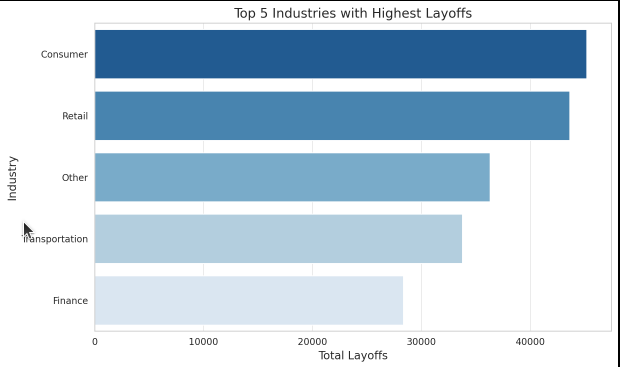 Top 5 Industries with Highest Layoffs
Consumer
Retail
Other
Transportation
Finance
Industry
0 10000 20000 30000 40000
Total Layoffs